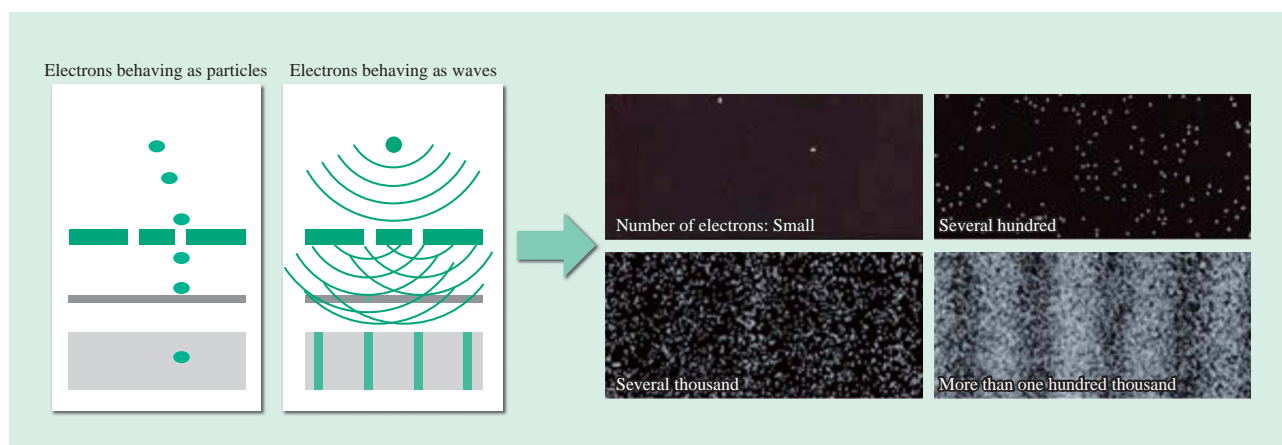 Electrons behaving as particles
Electrons behaving as waves
Number of electrons: Small
Several hundred
Several thousand
More than one hundred thousand